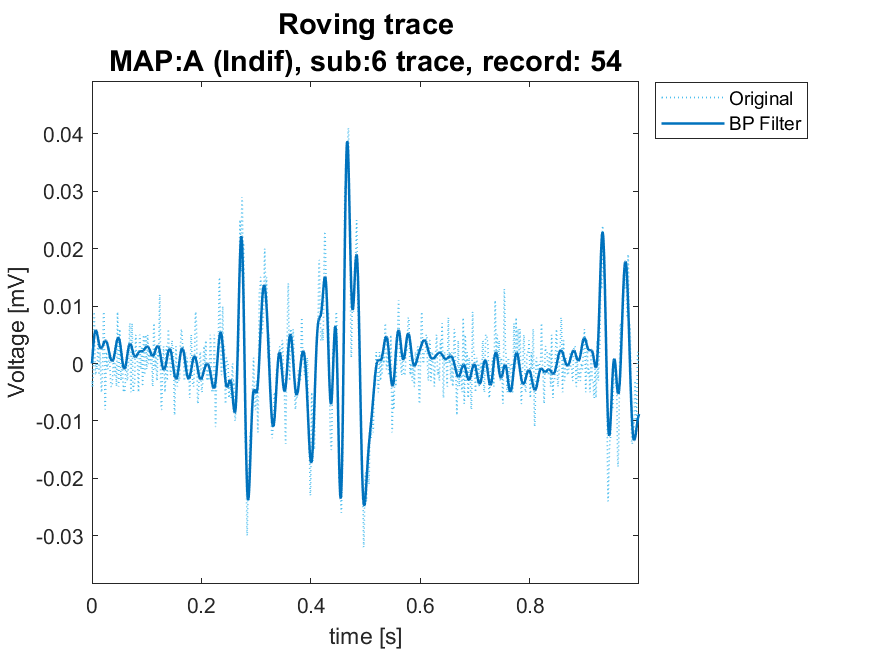 Roving trace
MAP:A (Indif), sub:6 trace, record: 54
Original
BP Filter
0.04
0.03
0.02
0.01
0
-0.01
-0.02
-0.03
Voltage [mV]
0
0.2
0.4
0.6
0.8
time [s]